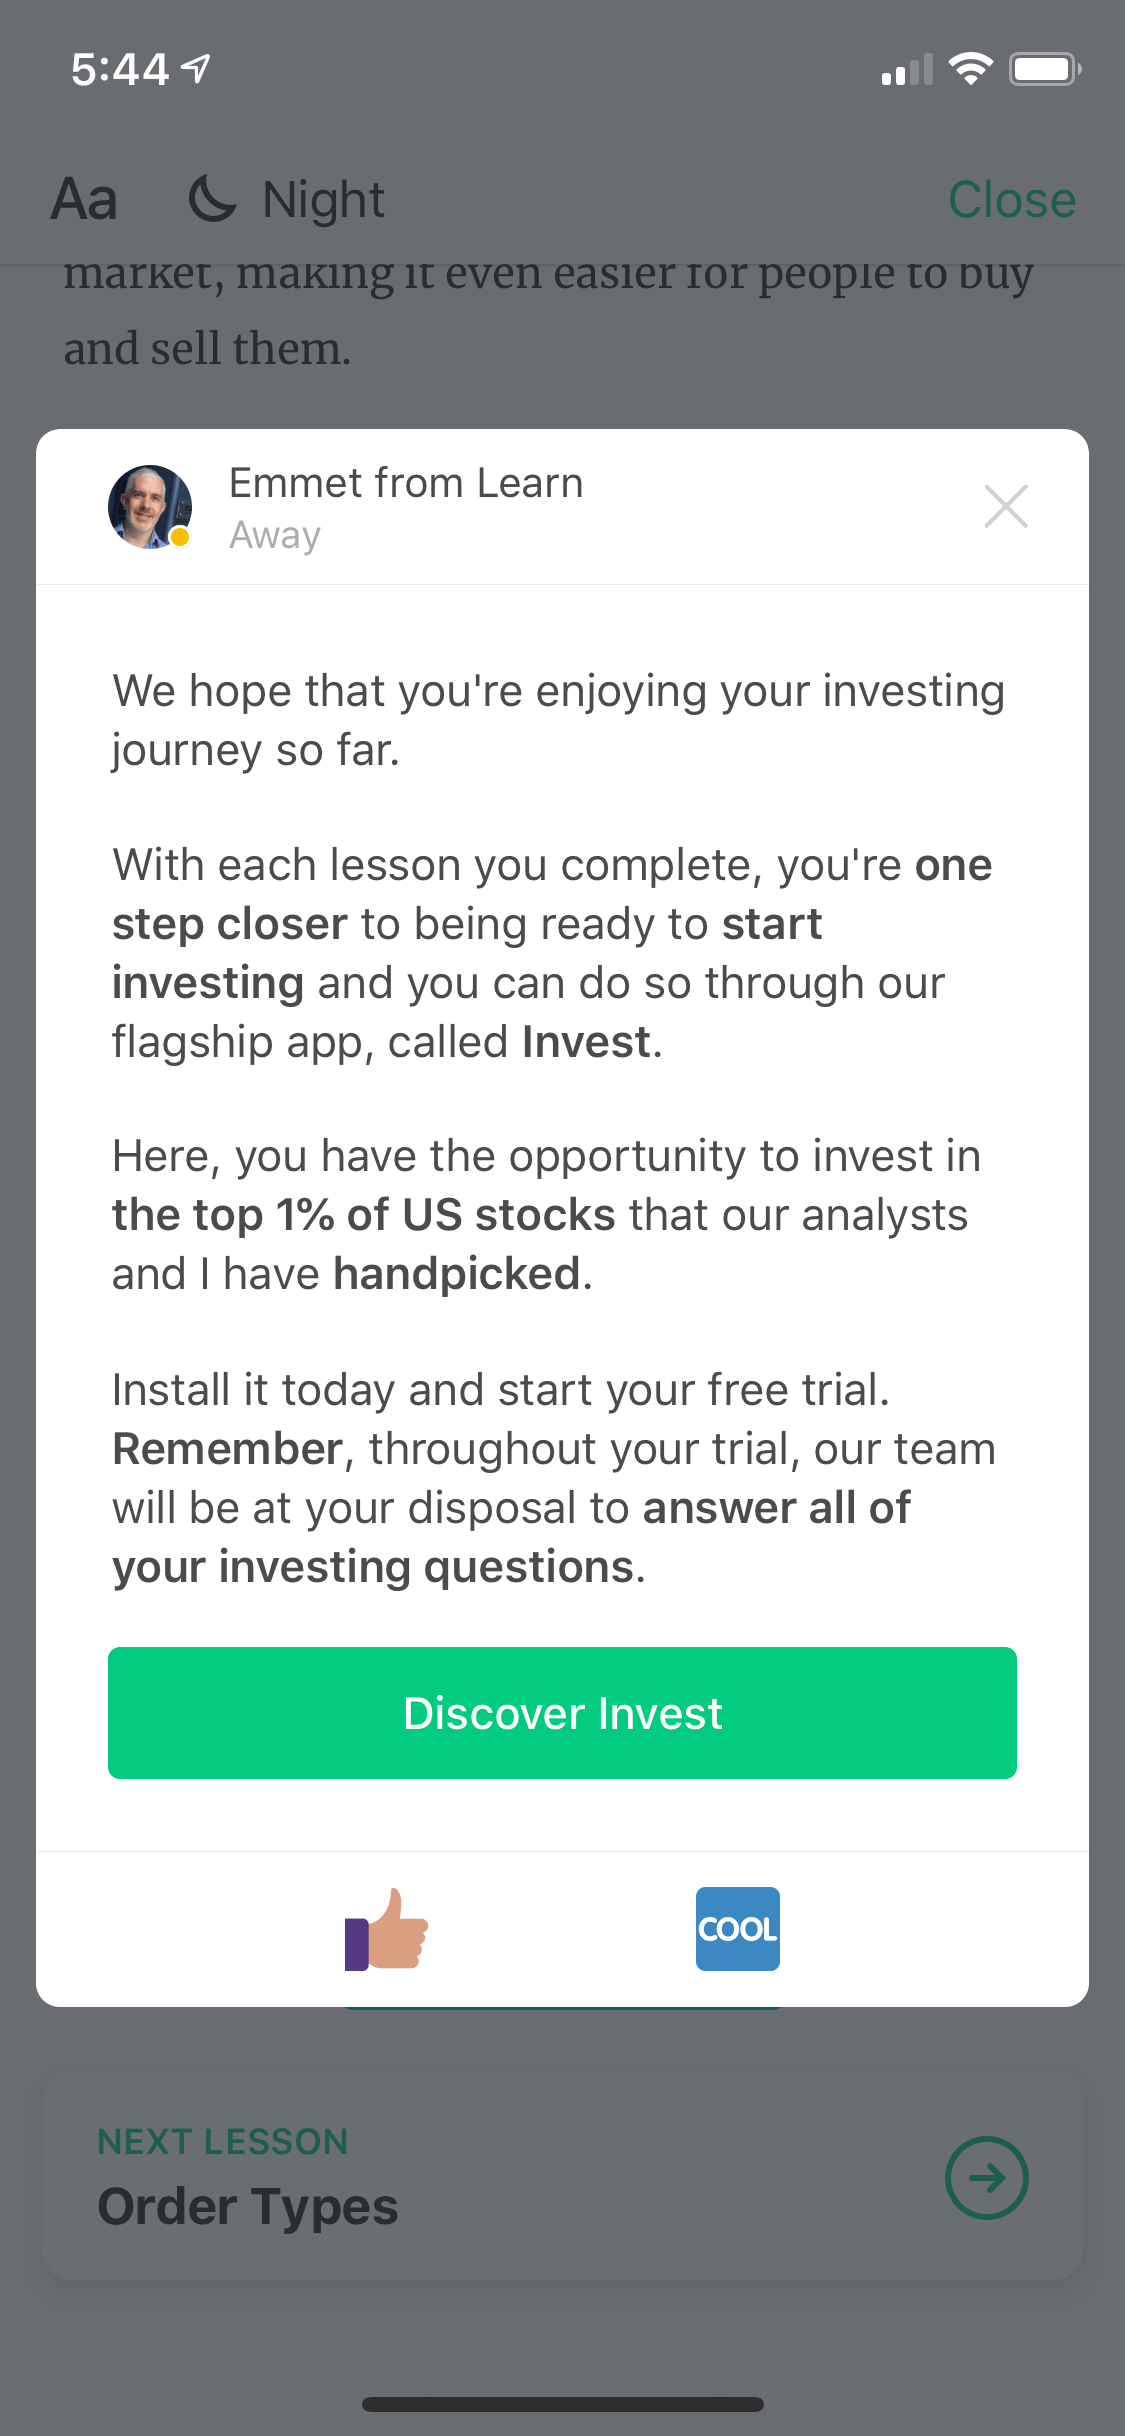 5:44
Aa Night Close
market, making it even easier for people to buy
and sell them.
Emmet from Learn
Away
We hope that you're enjoying your investing
journey so far.
With each lesson you complete, you're one
step closer to being ready to start
investing and you can do so through our
flagship app, called Invest.
Here, you have the opportunity to invest in
the top 1% of US stocks that our analysts
and I have handpicked.
Install it today and start your free trial.
Remember, throughout your trial, our team
will be at your disposal to answer all of
your investing questions.
Discover Invest
COOL
NEXT LESSON
Order Types